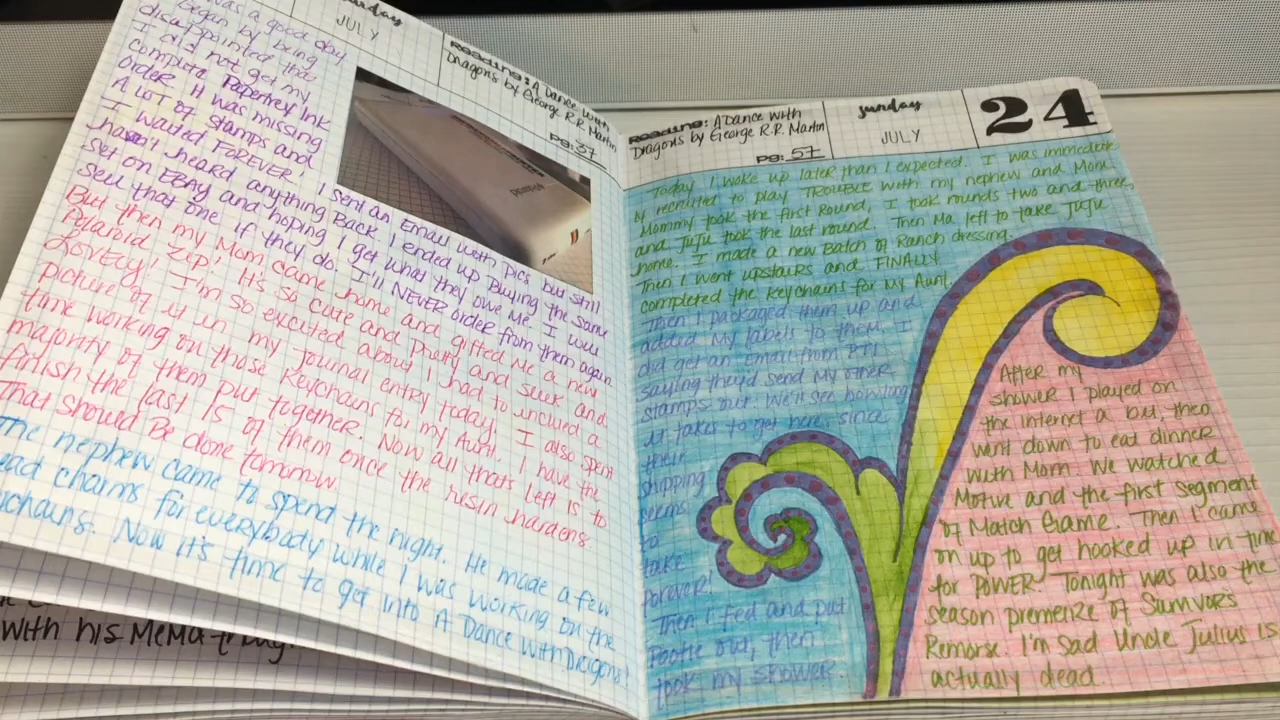 JULY
Reading: A Dance With
Dragons by George R.R. Martin
pg: 37
was a good day
Began by being
disappointed that
I did not get my
complete Papertrey Ink
order. It was missing
A LOT of stamps and
I waited FOREVER! I sent an Email with pics but still
hasn't heard anything Back. I ended up Buying the same
set on EBAY and hoping I get what they owe me. I will
sell that one if they do. I'll NEVER order from them again
But then my Mom came home and gifted Me a new
Polaroid Zip! It's so cute and pretty and sleek and
LOVELY! I'm so excited about I had to inclued a
picture of it in my journal entry today. I also spent
time working on those keychains for my Aunt. I have the
majority of them put together. Now all that's left is to
finish the last 15 of them once the resin hardens.
That should Be done tomorrow.
The nephew came to spend the night. He made a few
ead charms for everybody while I was working on the
ychains. Now it's time to get into A Dance With Dragons!
Polaroid
with his MeMa
Reading: A Dance With
Dragons by George R.R. Martin
pg: 57
sunday
JULY
24
Today I woke up later than I expected. I was immediate
ly recruited to play TROUBLE with my nephew and Mom.
Mommy took the first Round, I took rounds two and three,
and JuJu took the last round. Then Ma left to take JuJu
home. I made a new Batch of Ranch dressing.
Then I went upstairs and FINALLY
completed the keychains for my Aunt.
Then I packaged them up and
added My labels to them. I
did get an Email from PTI
saying they'd send My other
stamps out. We'll see howlong
it takes to get here since
their
shipping
seems
to
take
forever!
Then I fed and put
Pootie out, then
took my shower.
After my
shower I played on
the internet a bit, then
went down to eat dinner
with Mom. We watched
Motive and the first segment
of Match Game. Then I came
on up to get hooked up in time
for POWER. Tonight was also the
season premeire of Survivors
Remorse. I'm Sad Uncle Julius is
actually dead.